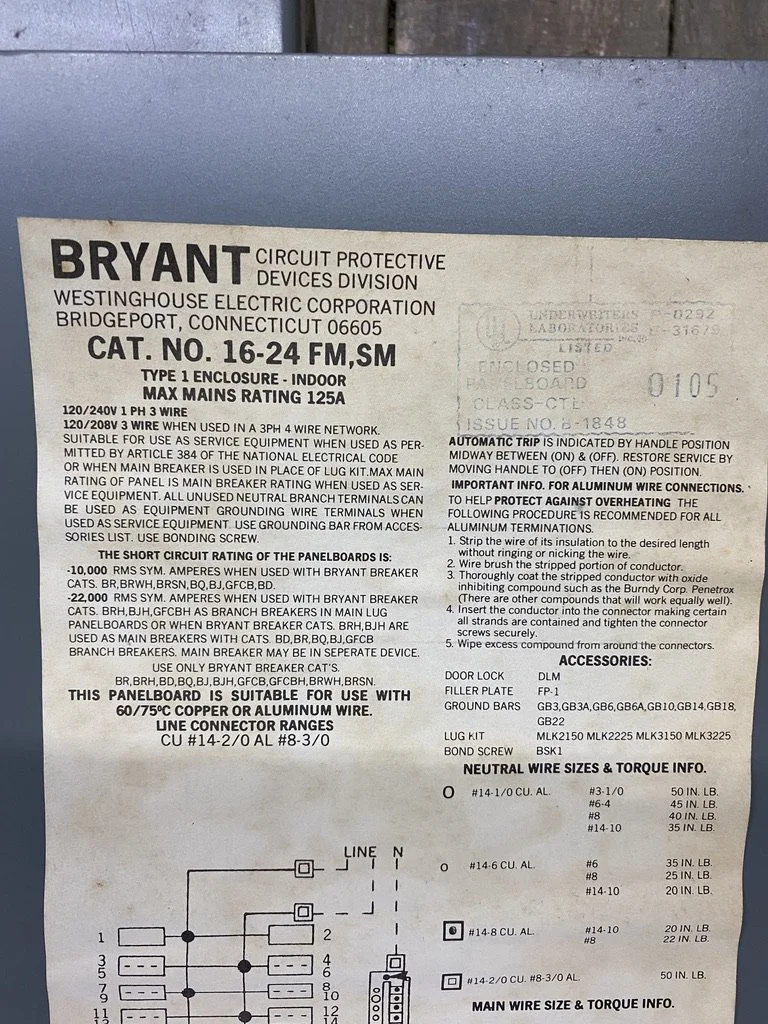 BRYANT CIRCUIT PROTECTIVE
DEVICES DIVISION
WESTINGHOUSE ELECTRIC CORPORATION
BRIDGEPORT, CONNECTICUT 06605
CAT. NO. 16-24 FM,SM
TYPE 1 ENCLOSURE - INDOOR
MAX MAINS RATING 125A
120/240V 1 PH 3 WIRE
120/208V 3 WIRE WHEN USED IN A 3PH 4 WIRE NETWORK.
SUITABLE FOR USE AS SERVICE EQUIPMENT WHEN USED AS PER-
MITTED BY ARTICLE 384 OF THE NATIONAL ELECTRICAL CODE
OR WHEN MAIN BREAKER IS USED IN PLACE OF LUG KIT.MAX MAIN
RATING OF PANEL IS MAIN BREAKER RATING WHEN USED AS SER-
VICE EQUIPMENT. ALL UNUSED NEUTRAL BRANCH TERMINALS CAN
BE USED AS EQUIPMENT GROUNDING WIRE TERMINALS WHEN
USED AS SERVICE EQUIPMENT. USE GROUNDING BAR FROM ACCES-
SORIES LIST. USE BONDING SCREW.
THE SHORT CIRCUIT RATING OF THE PANELBOARDS IS:
-10,000 RMS SYM. AMPERES WHEN USED WITH BRYANT BREAKER
CATS. BR,BRWH,BRSN,BQ,BJ,GFCB,BD.
-22,000 RMS SYM. AMPERES WHEN USED WITH BRYANT BREAKER
CATS. BRH,BJH,GFCBH AS BRANCH BREAKERS IN MAIN LUG
PANELBOARDS OR WHEN BRYANT BREAKER CATS. BRH,BJH ARE
USED AS MAIN BREAKERS WITH CATS. BD,BR,BQ,BJ,GFCB
BRANCH BREAKERS. MAIN BREAKER MAY BE IN SEPERATE DEVICE.
USE ONLY BRYANT BREAKER CAT'S.
BR,BRH,BD,BQ,BJ,BJH,GFCB,GFCBH,BRWH,BRSN.
THIS PANELBOARD IS SUITABLE FOR USE WITH
60/75ºC COPPER OR ALUMINUM WIRE.
LINE CONNECTOR RANGES
CU #14-2/0 AL #8-3/0
UL
UNDERWRITERS P-0292
LABORATORIES INC. E-31679
LISTED
ENCLOSED
PANELBOARD 0105
CLASS-CTL
ISSUE NO. B-1848
AUTOMATIC TRIP IS INDICATED BY HANDLE POSITION
MIDWAY BETWEEN (ON) & (OFF). RESTORE SERVICE BY
MOVING HANDLE TO (OFF) THEN (ON) POSITION.
IMPORTANT INFO. FOR ALUMINUM WIRE CONNECTIONS.
TO HELP PROTECT AGAINST OVERHEATING THE
FOLLOWING PROCEDURE IS RECOMMENDED FOR ALL
ALUMINUM TERMINATIONS.
1. Strip the wire of its insulation to the desired length
without ringing or nicking the wire.
2. Wire brush the stripped portion of conductor.
3. Thoroughly coat the stripped conductor with oxide
inhibiting compound such as the Burndy Corp. Penetrox
(There are other compounds that will work equally well).
4. Insert the conductor into the connector making certain
all strands are contained and tighten the connector
screws securely.
5. Wipe excess compound from around the connectors.
ACCESSORIES:
DOOR LOCK DLM
FILLER PLATE FP-1
GROUND BARS GB3,GB3A,GB6,GB6A,GB10,GB14,GB18,
GB22
LUG KIT MLK2150 MLK2225 MLK3150 MLK3225
BOND SCREW BSK1
NEUTRAL WIRE SIZES & TORQUE INFO.
#14-1/0 CU. AL. #3-1/0 50 IN. LB.
#6-4 45 IN. LB.
#8 40 IN. LB.
#14-10 35 IN. LB.
#14-6 CU. AL. #6 35 IN. LB.
#8 25 IN. LB.
#14-10 20 IN. LB.
#14-8 CU. AL. #14-10 20 IN. LB.
#8 22 IN. LB.
#14-2/0 CU. #8-3/0 AL. 50 IN. LB.
MAIN WIRE SIZE & TORQUE INFO.
LINE N
1 2
3 4
5 6
7 8
9 10
11 12